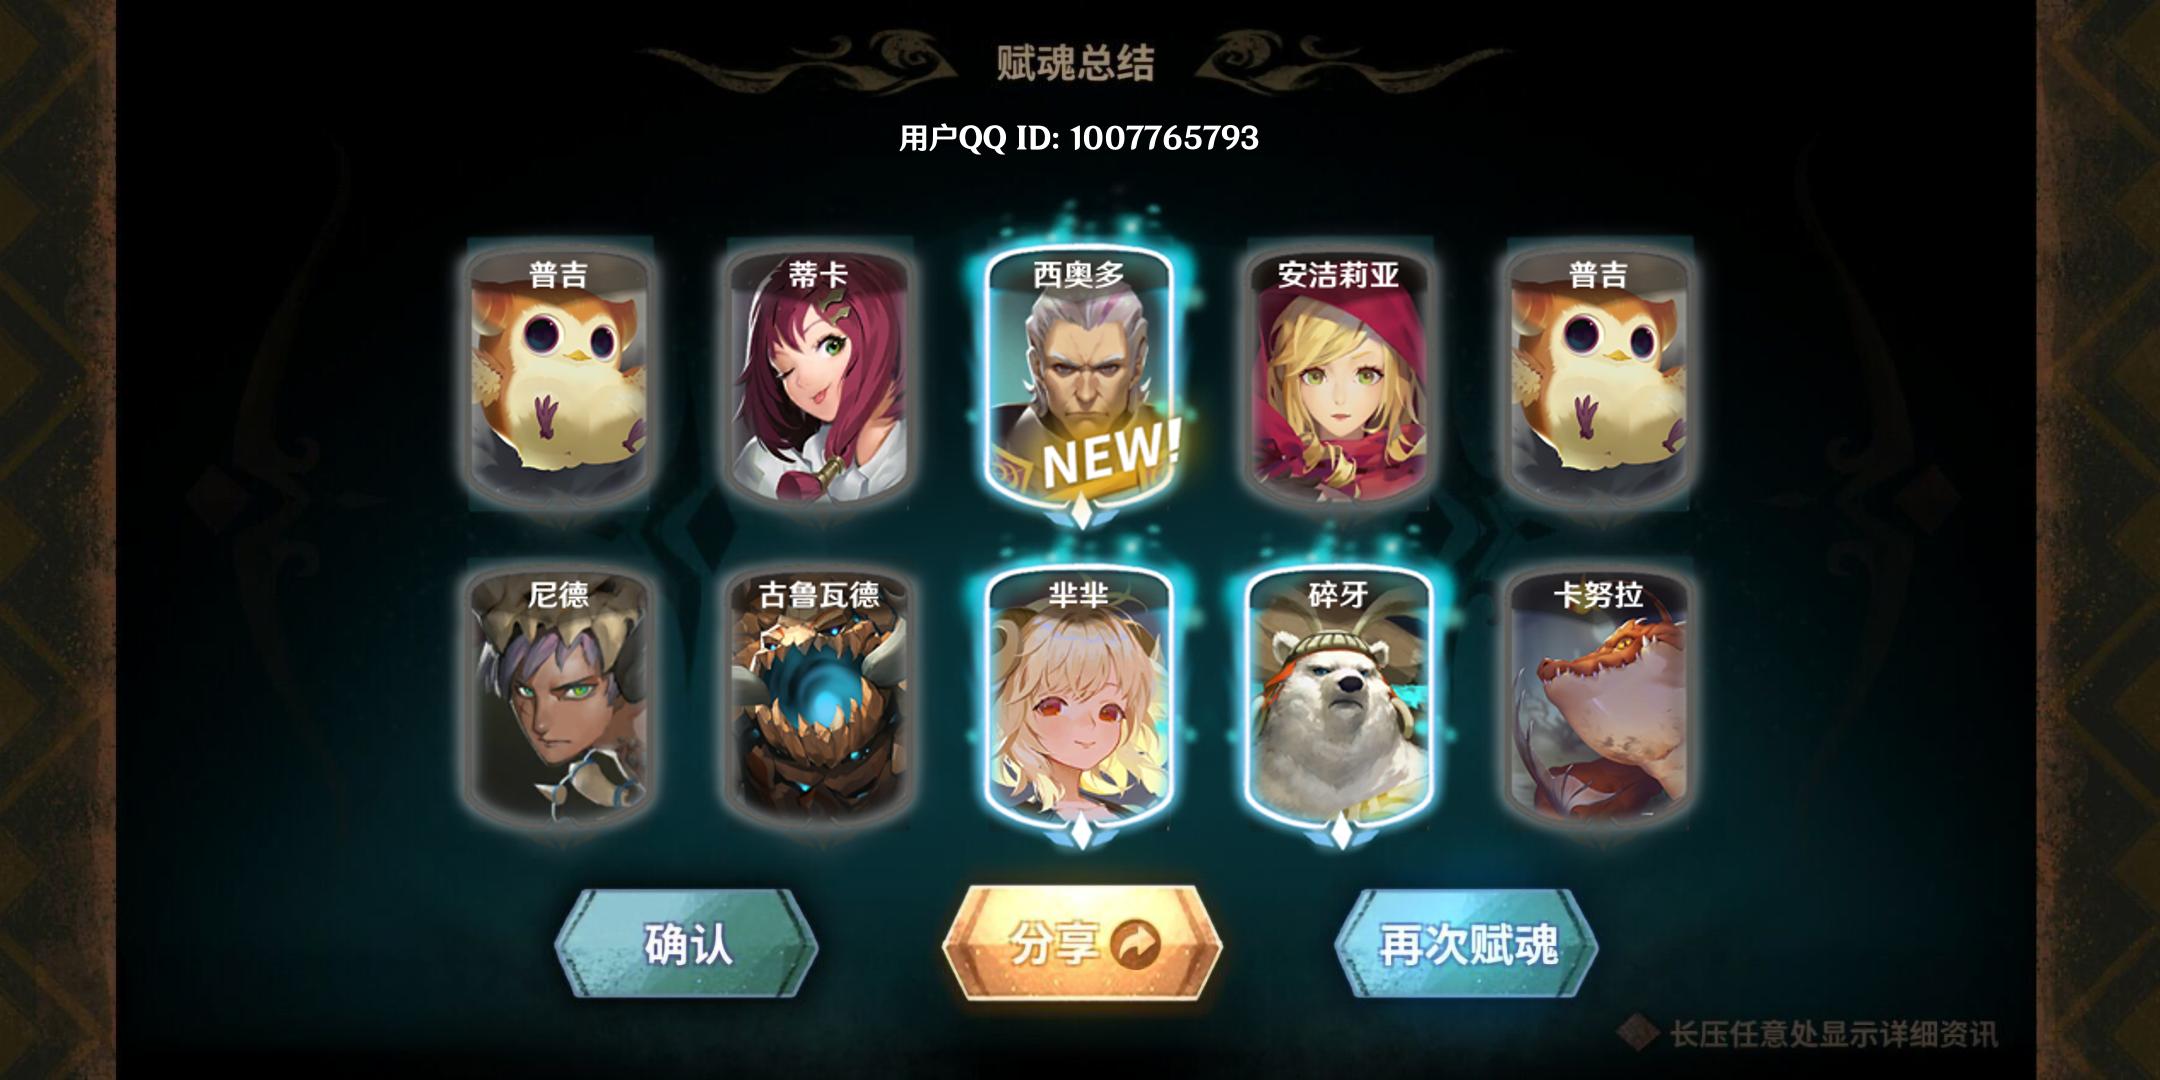 赋魂总结
用户QQ ID: 1007765793
普吉
蒂卡
西奥多
安洁莉亚
普吉
NEW!
尼德
古鲁瓦德
芈芈
碎牙
卡努拉
确认
分享
再次赋魂
长压任意处显示详细资讯